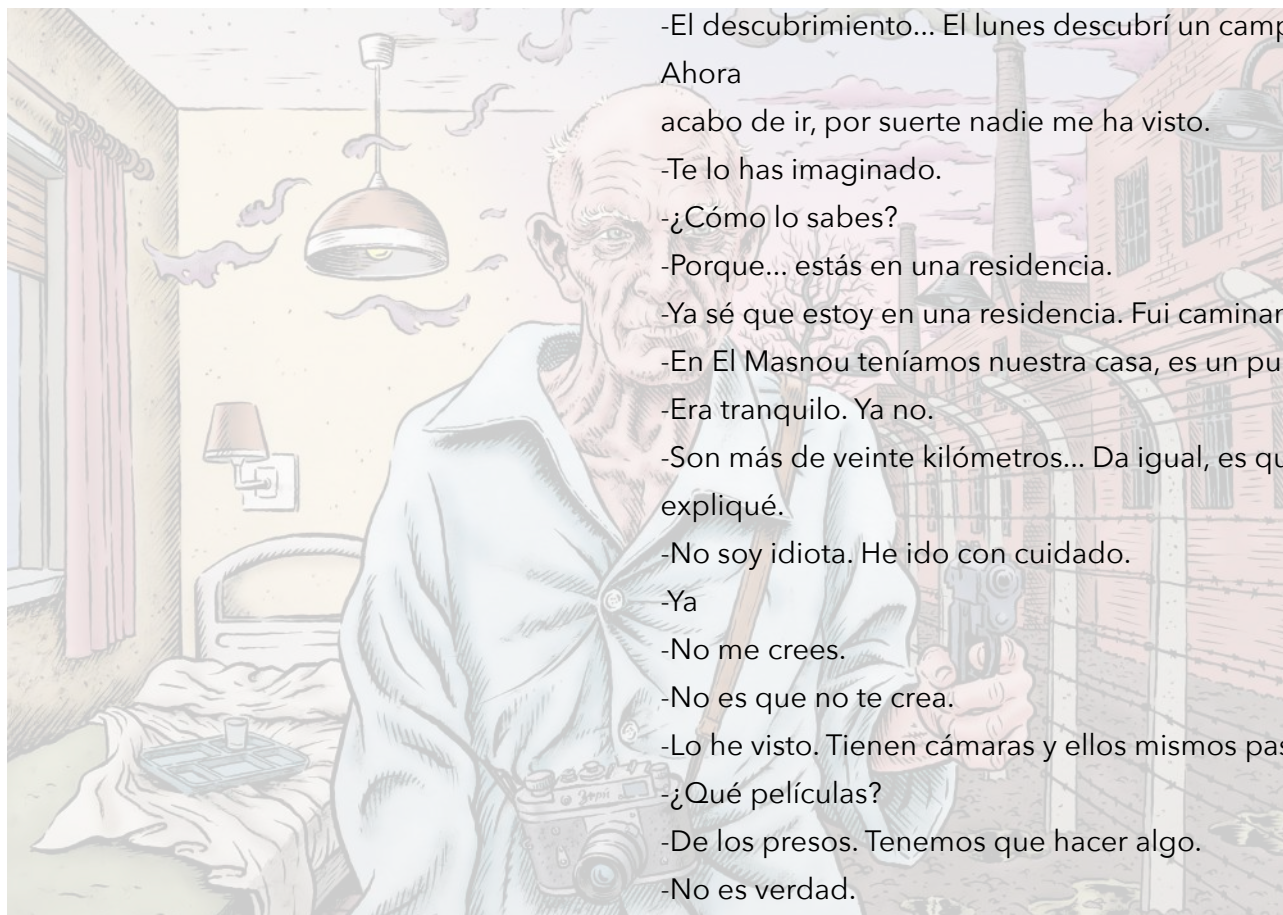 -El descubrimiento... El lunes descubrí un camp
Ahora
acabo de ir, por suerte nadie me ha visto.
-Te lo has imaginado.
-¿Cómo lo sabes?
-Porque... estás en una residencia.
-Ya sé que estoy en una residencia. Fui caminan
-En El Masnou teníamos nuestra casa, es un pu
-Era tranquilo. Ya no.
-Son más de veinte kilómetros... Da igual, es qu
expliqué.
-No soy idiota. He ido con cuidado.
-Ya
-No me crees.
-No es que no te crea.
-Lo he visto. Tienen cámaras y ellos mismos pas
-¿Qué películas?
-De los presos. Tenemos que hacer algo.
-No es verdad.